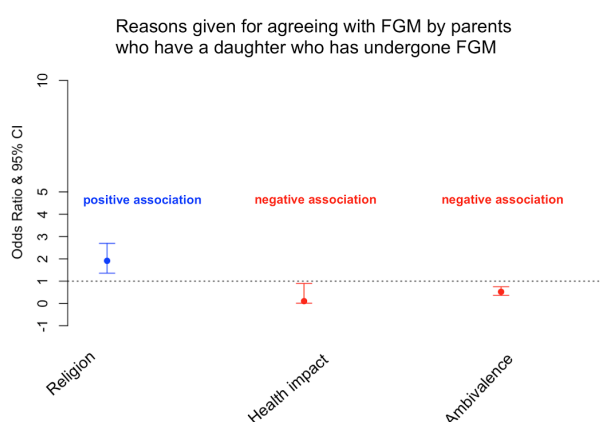 Reasons given for agreeing with FGM by parents
who have a daughter who has undergone FGM
Odds Ratio & 95% CI
10
5
4
3
2
1
0
-1
positive association
negative association
negative association
Religion
Health impact
Ambivalence